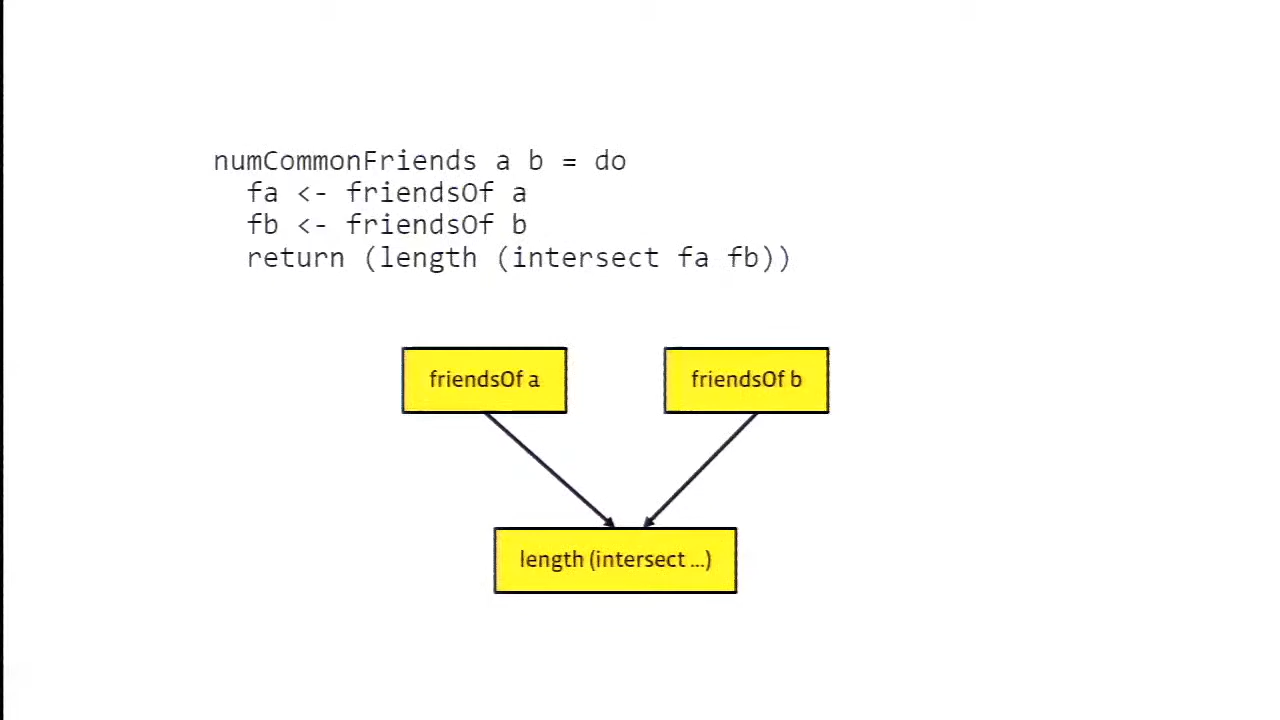 numCommonFriends a b = do
  fa <- friendsOf a
  fb <- friendsOf b
  return (length (intersect fa fb))
friendsOf a
friendsOf b
length (intersect ...)